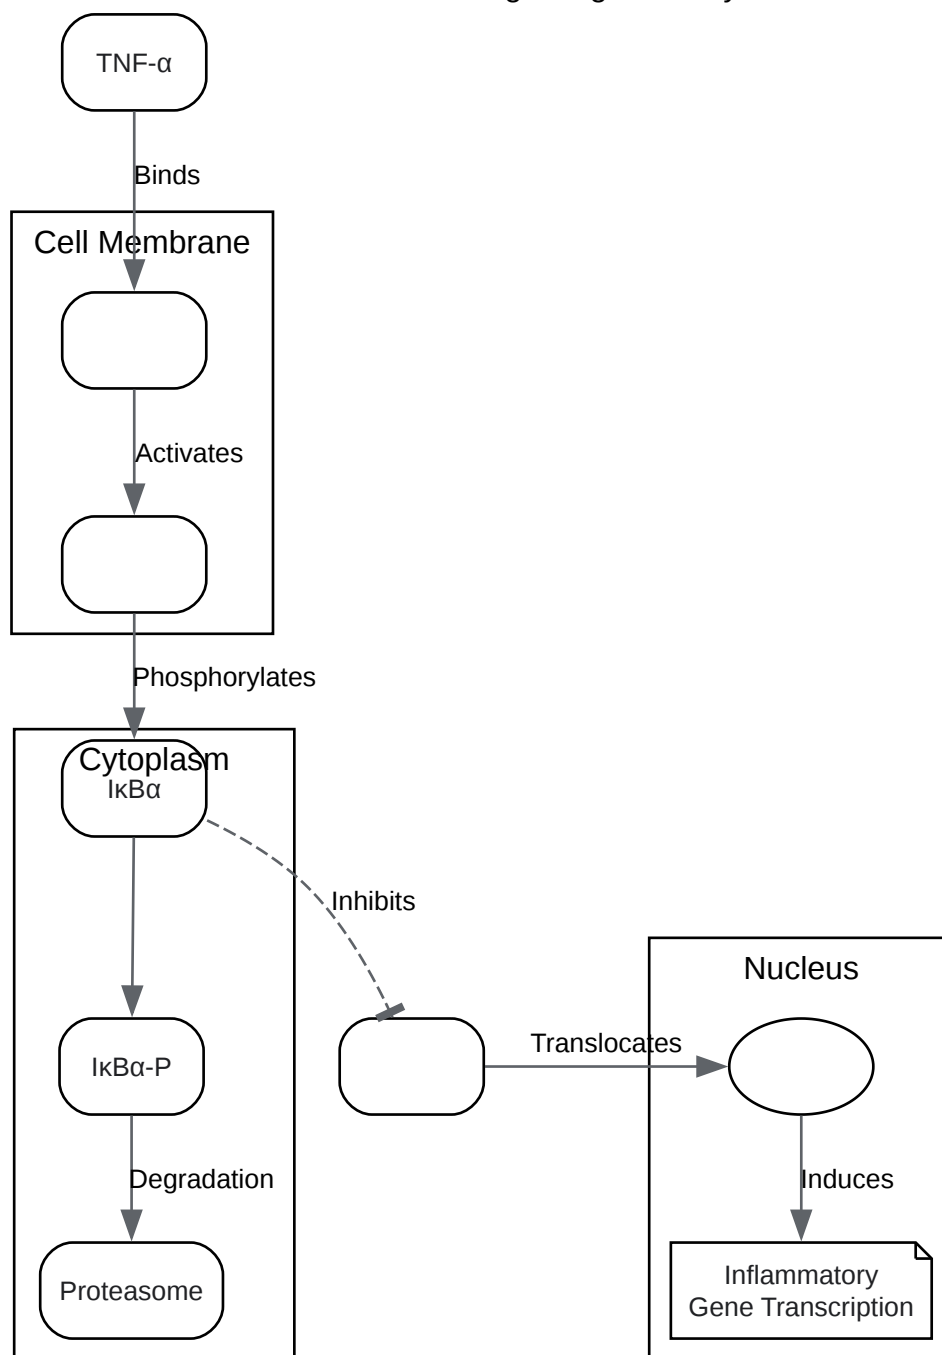 TNF-α
Binds
Cell Membrane
Activates
Phosphorylates
Cytoplasm
IκBα
Inhibits
Nucleus
Translocates
IκBα-P
Degradation
Induces
Proteasome
Inflammatory
Gene Transcription